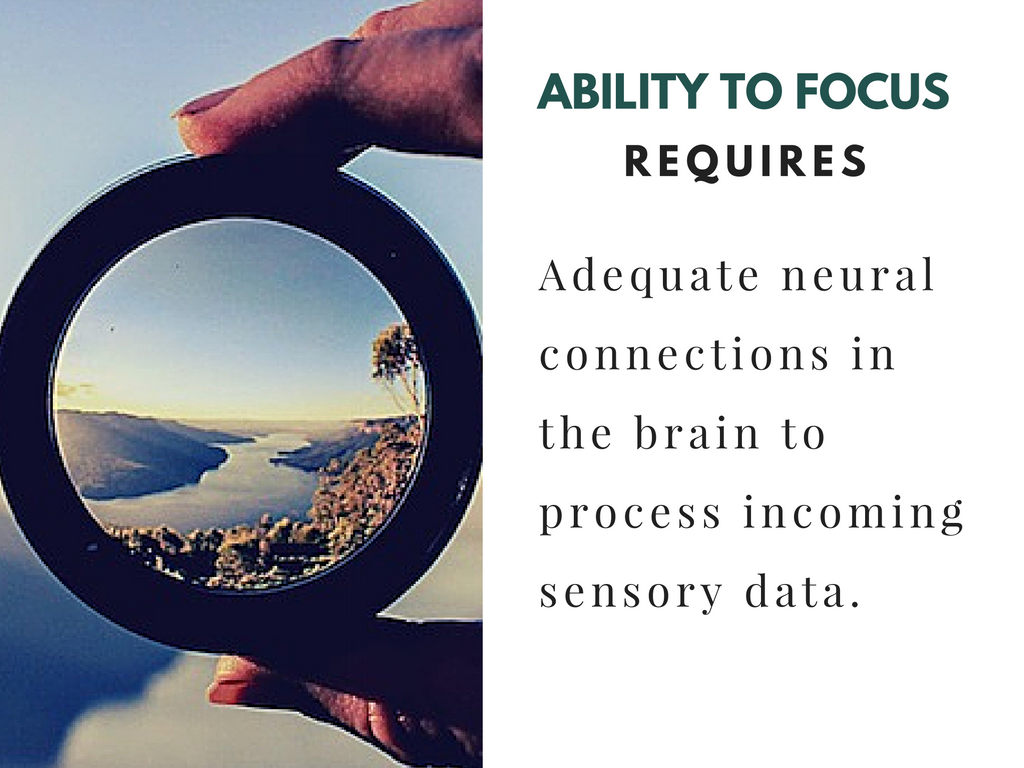 ABILITY TO FOCUS
REQUIRES
Adequate neural
connections in
the brain to
process incoming
sensory data.